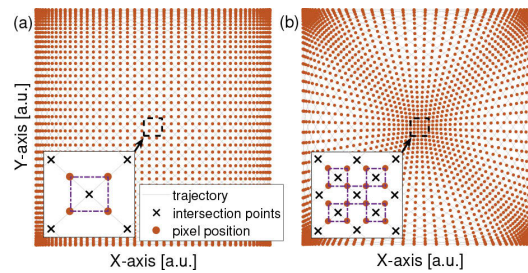 (a)
(b)
Y-axis [a.u.]
trajectory
intersection points
pixel position
X-axis [a.u.]
X-axis [a.u.]